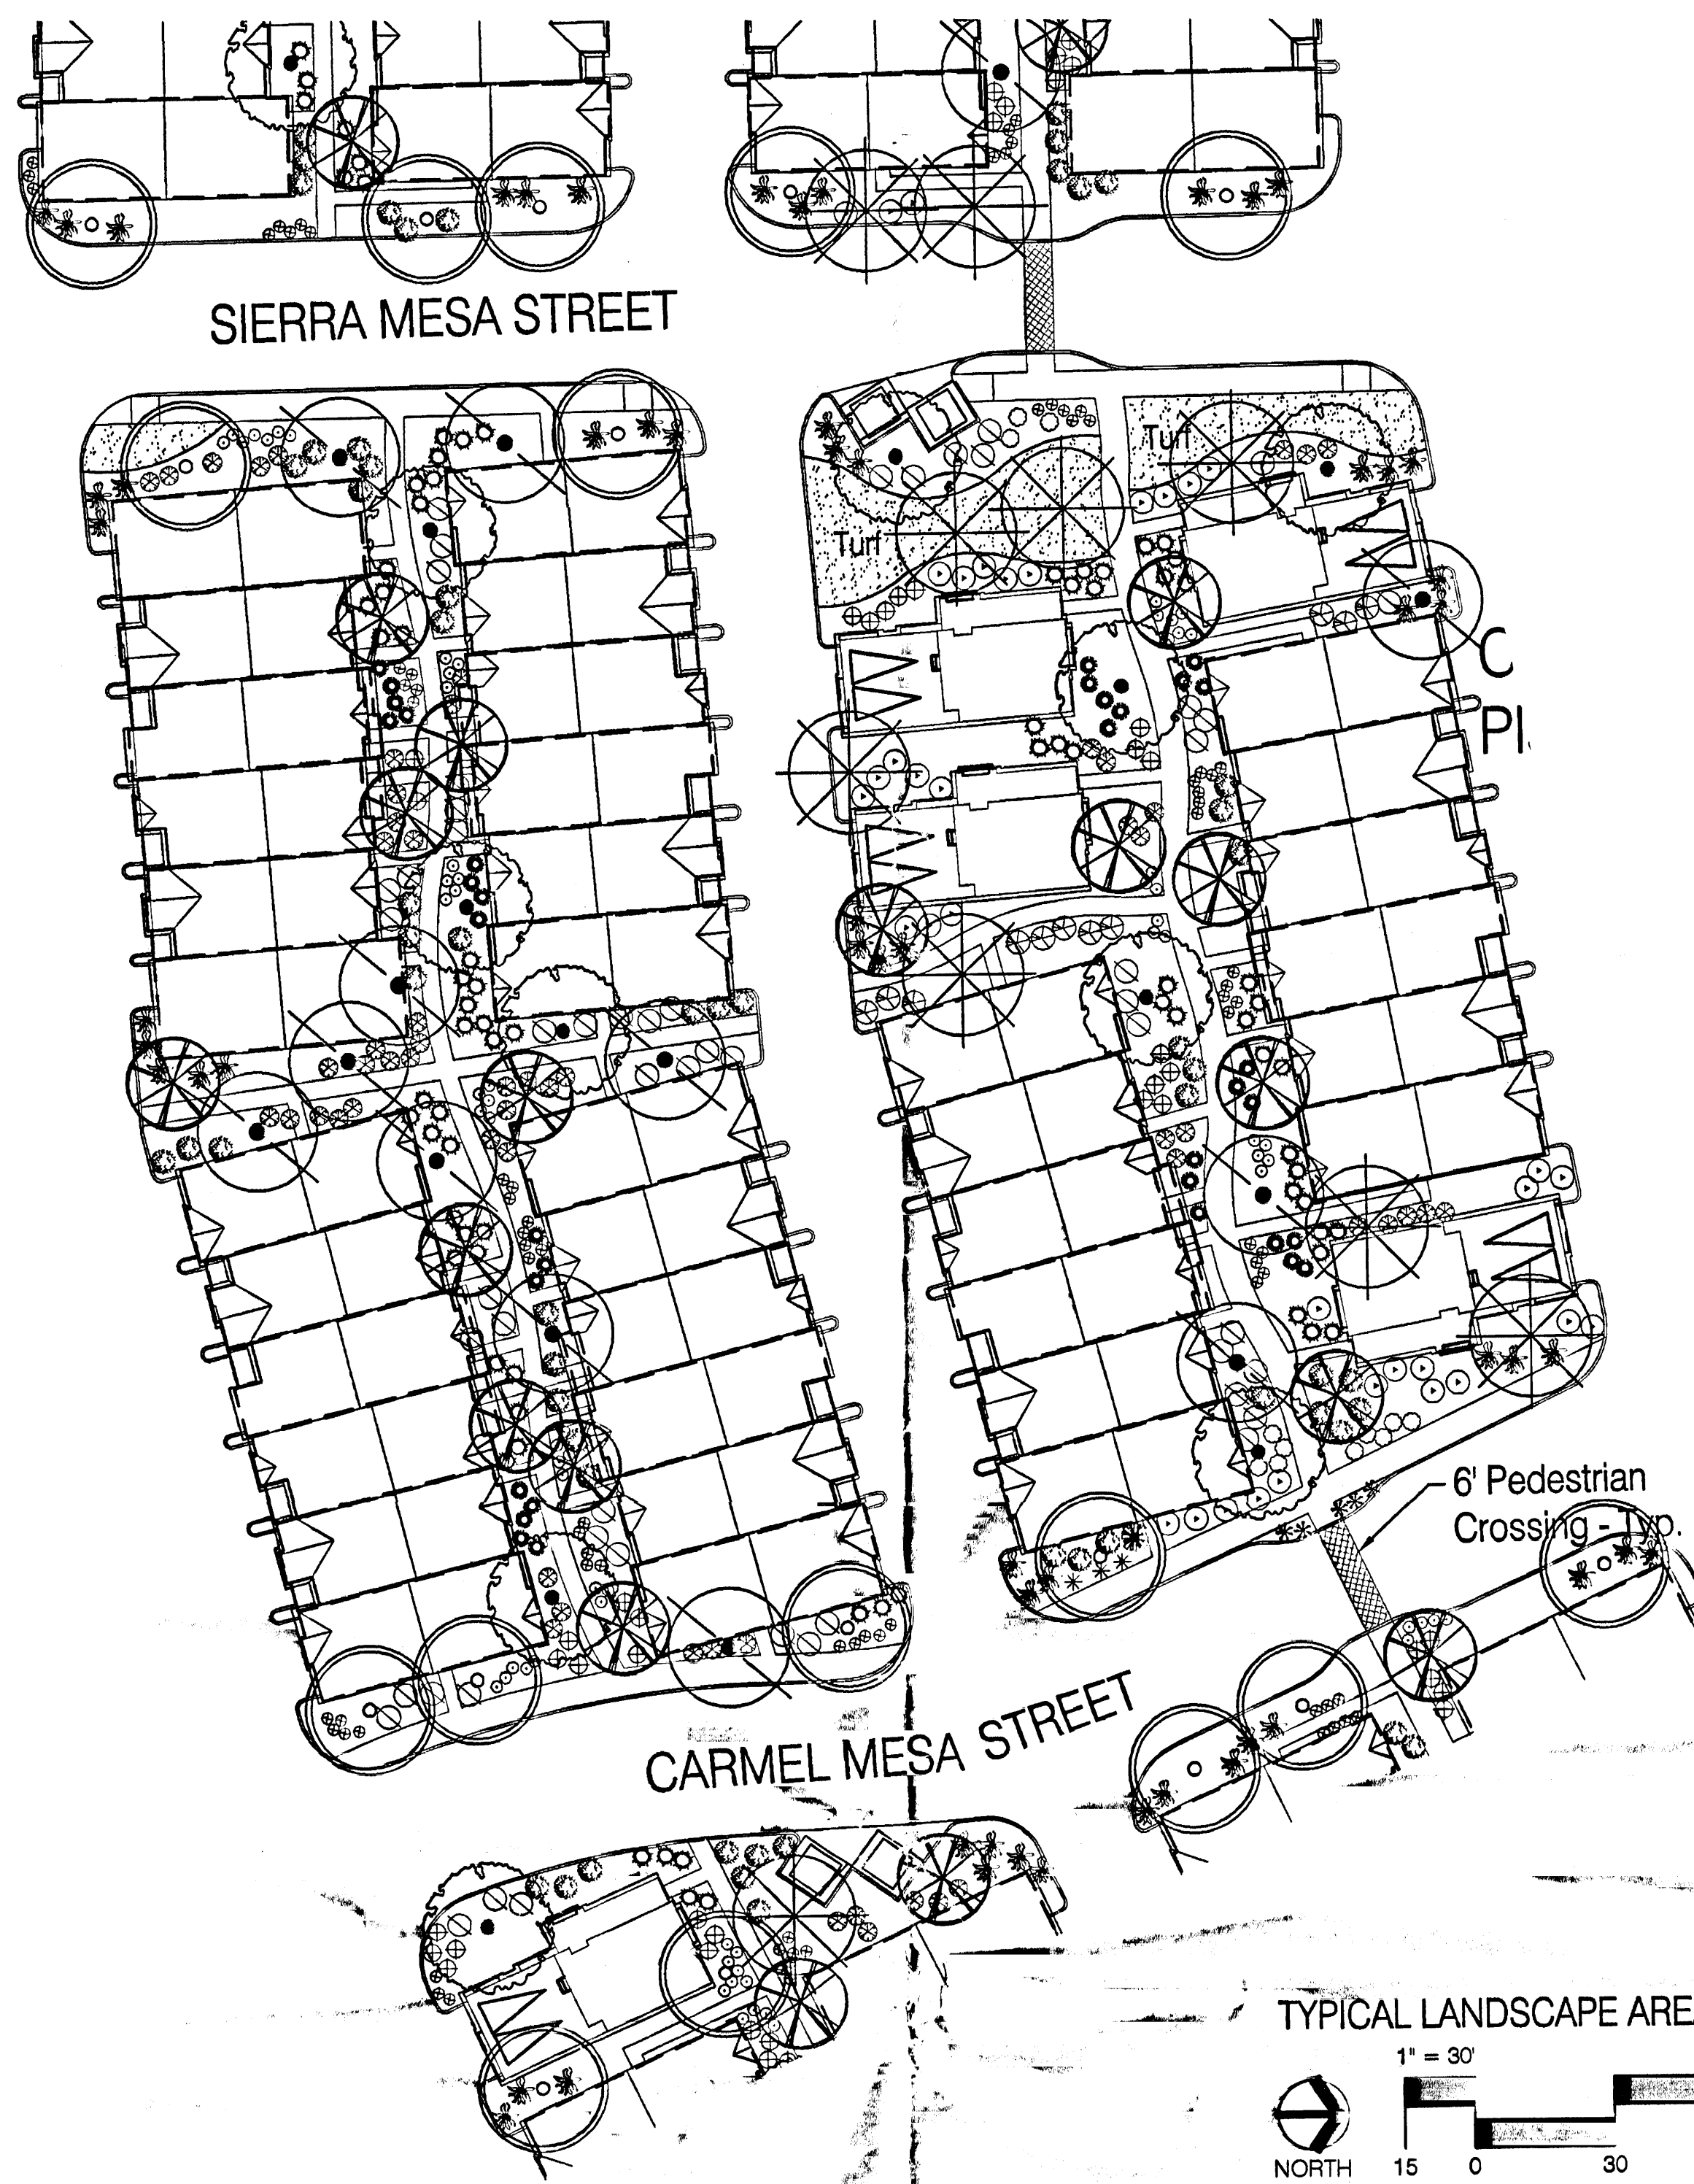 SIERRA MESA STREET
Turf
Turf
C
6' Pedestrian
Crossing - Typ.
CARMEL MESA STREET
TYPICAL LANDSCAPE ARE
1" = 30'
NORTH
15 0 30